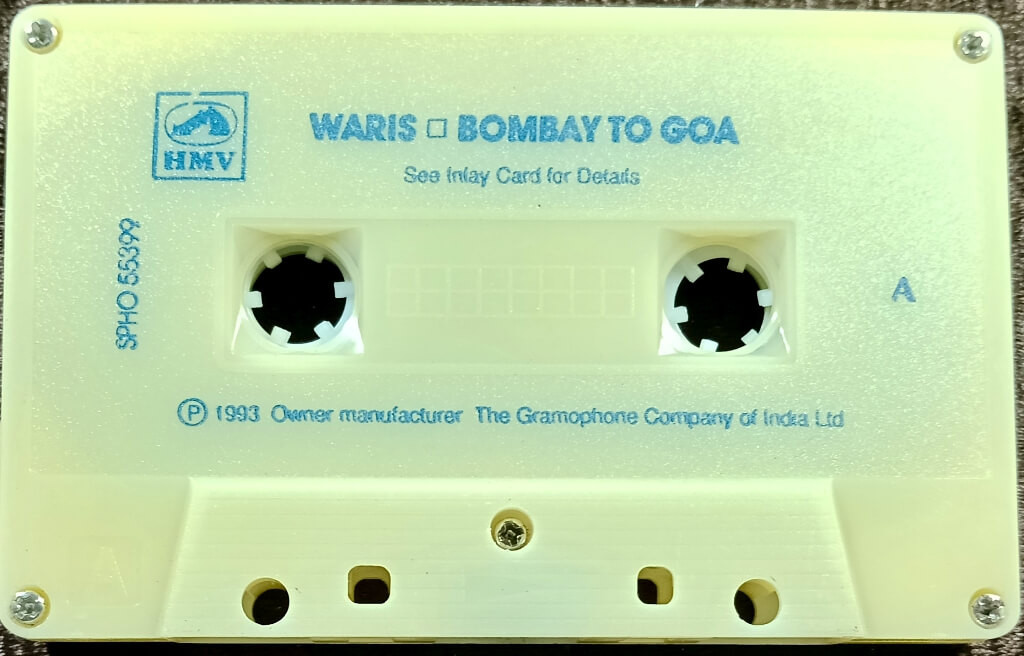 HMV
WARIS □ BOMBAY TO GOA
See Inlay Card for Details
SPHO 55399
A
Ⓟ 1993 Owner manufacturer The Gramophone Company of India Ltd